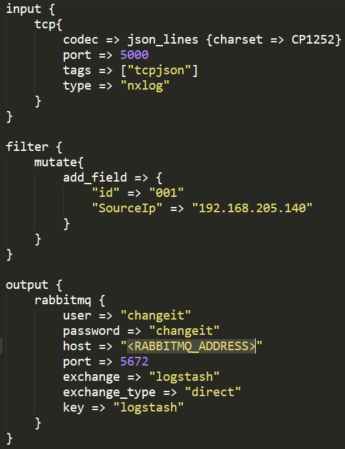 input {
tcp{
codec => json_lines {charset => CP1252}
port => 5000
tags => ["tcpjson"]
type => "nxlog"
}
}
filter {
mutate{
add_field => {
"id" => "001"
"SourceIp" => "192.168.205.140"
}
}
}
output {
rabbitmq {
user => "changeit"
password => "changeit"
host => "<RABBITMQ_ADDRESS>"
port => 5672
exchange => "logstash"
exchange_type => "direct"
key => "logstash"
}
}